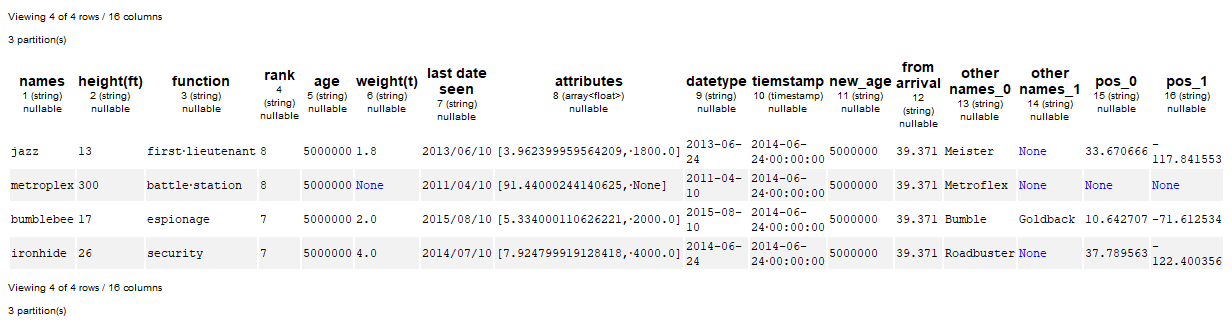 Viewing 4 of 4 rows / 16 columns
3 partition(s)
names height(ft) function rank age weight(t) last date seen attributes datetype tiemstamp new_age from arrival other names_0 other names_1 pos_0 pos_1
1 (string) nullable 2 (string) nullable 3 (string) nullable 4 (string) nullable 5 (string) nullable 6 (string) nullable 7 (string) nullable 8 (array<float>) nullable 9 (string) nullable 10 (timestamp) nullable 11 (string) nullable 12 (string) nullable 13 (string) nullable 14 (string) nullable 15 (string) nullable 16 (string) nullable
jazz 13 first·lieutenant 8 5000000 1.8 2013/06/10 [3.962399959564209,·1800.0] 2013-06-24 2014-06-24·00:00:00 5000000 39.371 Meister None 33.670666 -117.841553
metroplex 300 battle·station 8 5000000 None 2011/04/10 [91.44000244140625,·None] 2011-04-10 2014-06-24·00:00:00 5000000 39.371 Metroflex None None None
bumblebee 17 espionage 7 5000000 2.0 2015/08/10 [5.334000110626221,·2000.0] 2015-08-10 2014-06-24·00:00:00 5000000 39.371 Bumble Goldback 10.642707 -71.612534
ironhide 26 security 7 5000000 4.0 2014/07/10 [7.924799919128418,·4000.0] 2014-06-24 2014-06-24·00:00:00 5000000 39.371 Roadbuster None 37.789563 -122.400356
Viewing 4 of 4 rows / 16 columns
3 partition(s)